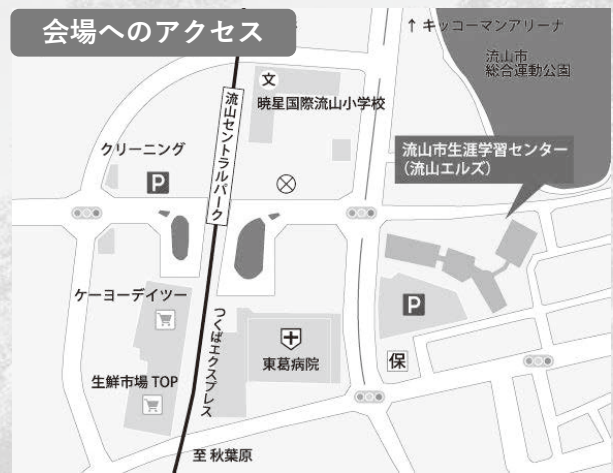 会場へのアクセス
↑ キッコーマンアリーナ
流山市
総合運動公園
文
暁星国際流山小学校
流山セントラルパーク
クリーニング
P
流山市生涯学習センター
(流山エルズ)
ケーヨーデイツー
つくばエクスプレス
P
東葛病院
保
生鮮市場 TOP
至 秋葉原